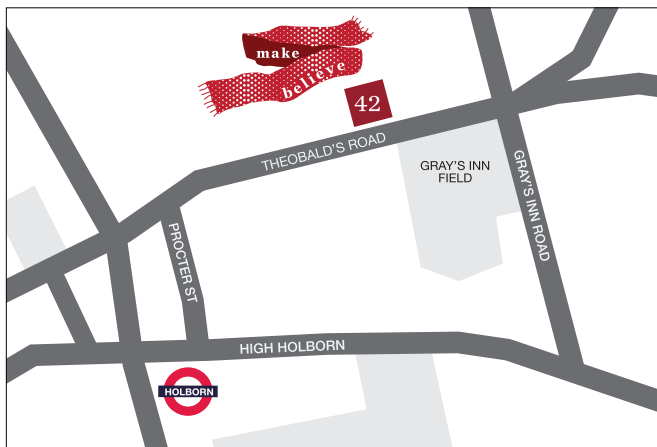 make
believe
42
THEOBALD'S ROAD
GRAY'S INN
FIELD
GRAY'S INN ROAD
PROCTER ST
HIGH HOLBORN
HOLBORN